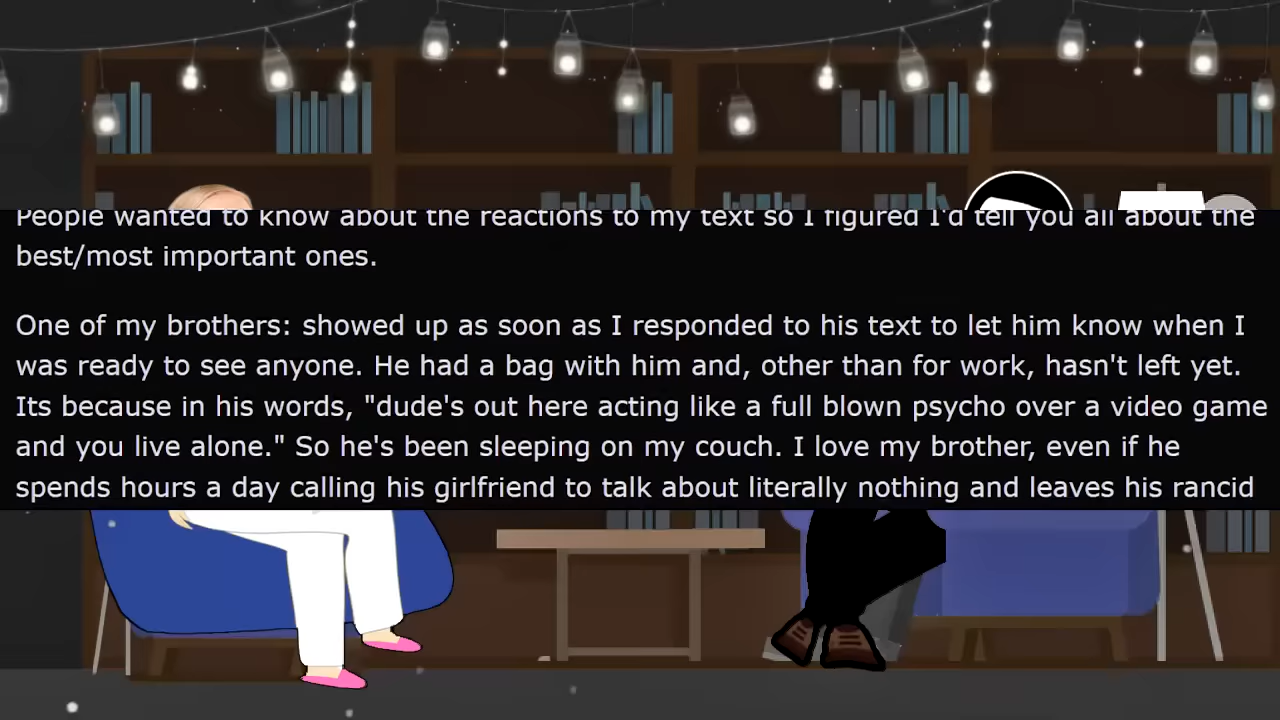 People wanted to know about the reactions to my text so I figured I'd tell you all about the
best/most important ones.
One of my brothers: showed up as soon as I responded to his text to let him know when I
was ready to see anyone. He had a bag with him and, other than for work, hasn't left yet.
Its because in his words, "dude's out here acting like a full blown psycho over a video game
and you live alone." So he's been sleeping on my couch. I love my brother, even if he
spends hours a day calling his girlfriend to talk about literally nothing and leaves his rancid